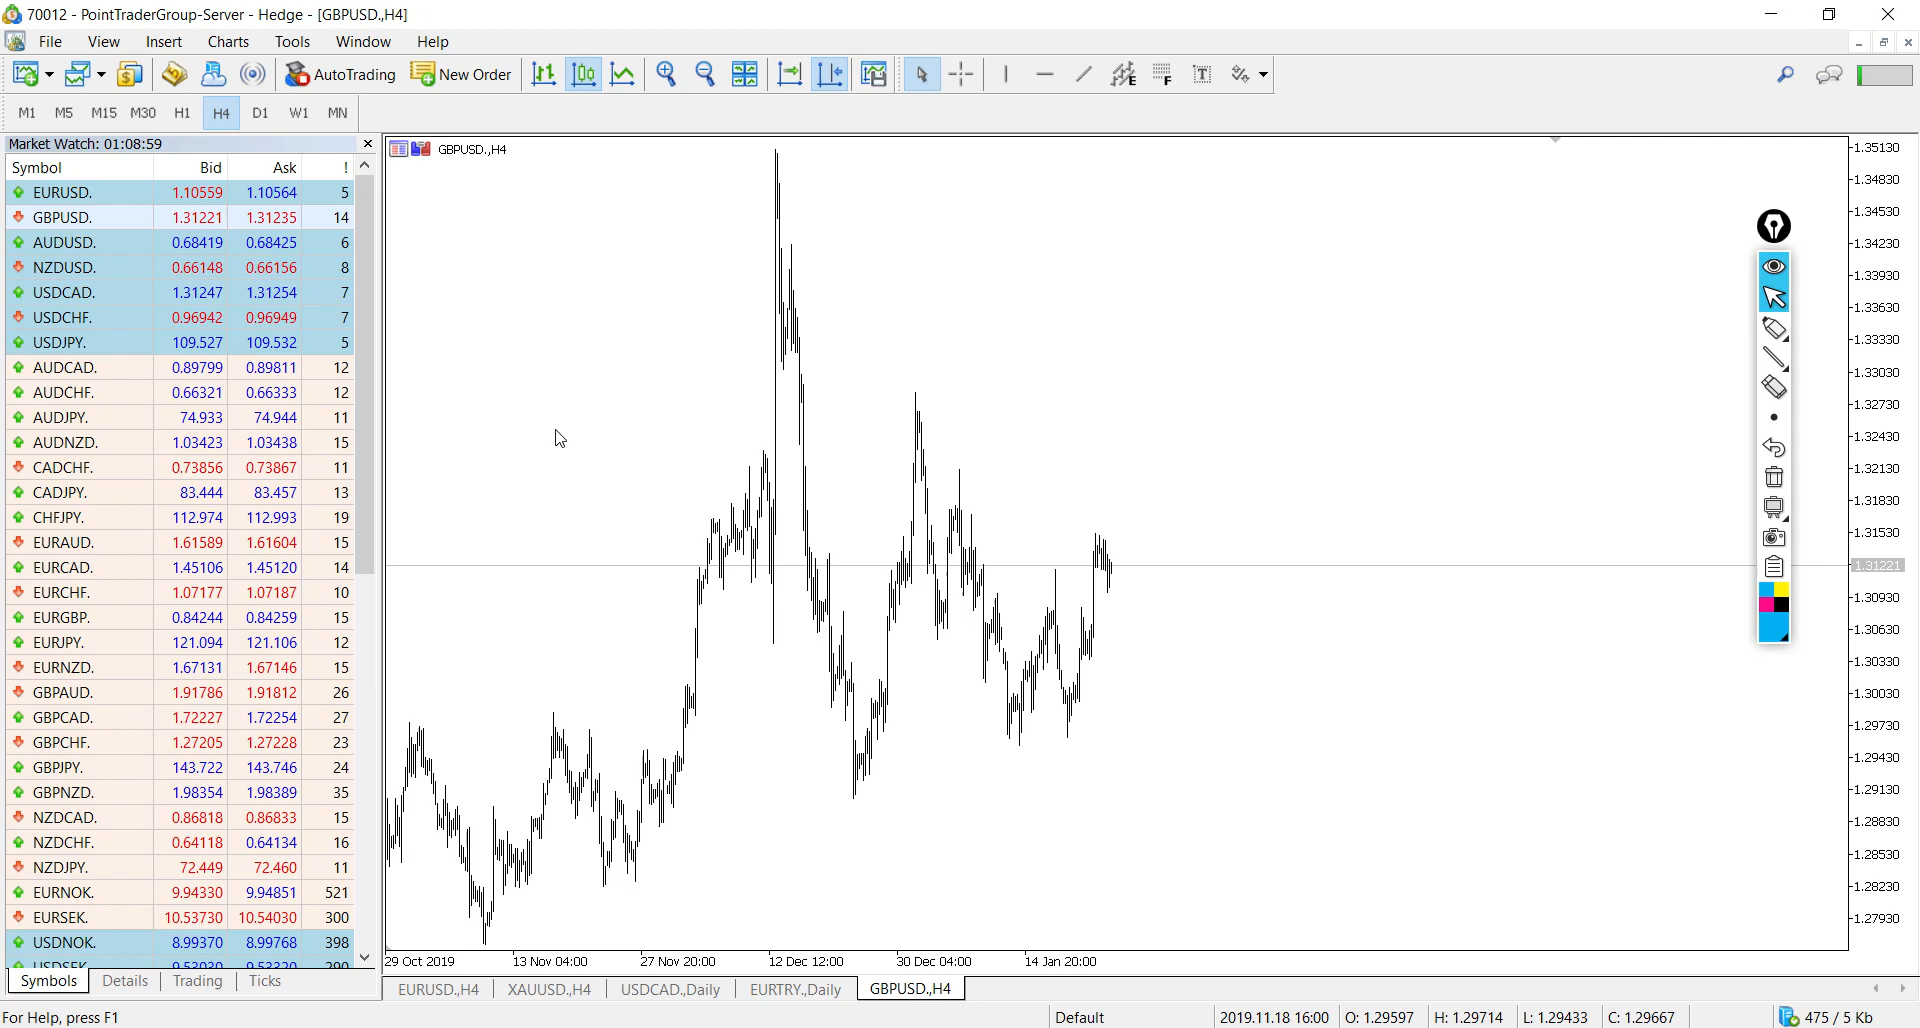 70012 - PointTraderGroup-Server - Hedge - [GBPUSD.,H4]
File View Insert Charts Tools Window Help
AutoTrading New Order E F T
M1 M5 M15 M30 H1 H4 D1 W1 MN
Market Watch: 01:08:59
Symbol Bid Ask !
EURUSD. 1.10559 1.10564 5
GBPUSD. 1.31221 1.31235 14
AUDUSD. 0.68419 0.68425 6
NZDUSD. 0.66148 0.66156 8
USDCAD. 1.31247 1.31254 7
USDCHF. 0.96942 0.96949 7
USDJPY. 109.527 109.532 5
AUDCAD. 0.89799 0.89811 12
AUDCHF. 0.66321 0.66333 12
AUDJPY. 74.933 74.944 11
AUDNZD. 1.03423 1.03438 15
CADCHF. 0.73856 0.73867 11
CADJPY. 83.444 83.457 13
CHFJPY. 112.974 112.993 19
EURAUD. 1.61589 1.61604 15
EURCAD. 1.45106 1.45120 14
EURCHF. 1.07177 1.07187 10
EURGBP. 0.84244 0.84259 15
EURJPY. 121.094 121.106 12
EURNZD. 1.67131 1.67146 15
GBPAUD. 1.91786 1.91812 26
GBPCAD. 1.72227 1.72254 27
GBPCHF. 1.27205 1.27228 23
GBPJPY. 143.722 143.746 24
GBPNZD. 1.98354 1.98389 35
NZDCAD. 0.86818 0.86833 15
NZDCHF. 0.64118 0.64134 16
NZDJPY. 72.449 72.460 11
EURNOK. 9.94330 9.94851 521
EURSEK. 10.53730 10.54030 300
USDNOK. 8.99370 8.99768 398
USDSEK. 9.53030 9.53320 290
Symbols Details Trading Ticks
GBPUSD.,H4
1.35130
1.34830
1.34530
1.34230
1.33930
1.33630
1.33330
1.33030
1.32730
1.32430
1.32130
1.31830
1.31530
1.31221
1.30930
1.30630
1.30330
1.30030
1.29730
1.29430
1.29130
1.28830
1.28530
1.28230
1.27930
29 Oct 2019 13 Nov 04:00 27 Nov 20:00 12 Dec 12:00 30 Dec 04:00 14 Jan 20:00
EURUSD.,H4 XAUUSD.,H4 USDCAD.,Daily EURTRY.,Daily GBPUSD.,H4
For Help, press F1 Default 2019.11.18 16:00 O: 1.29597 H: 1.29714 L: 1.29433 C: 1.29667 475 / 5 Kb